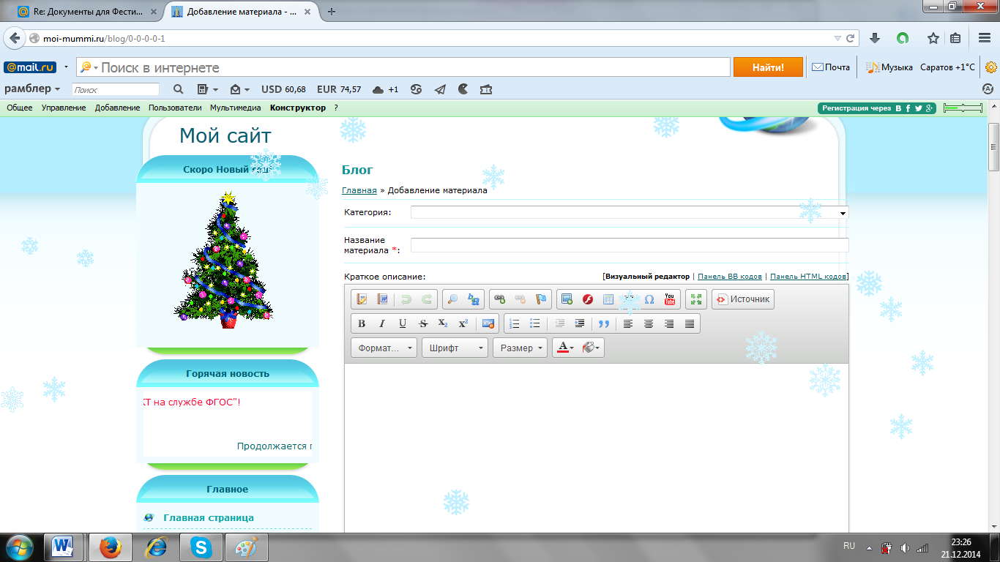 Re: Документы для Фести...
Добавление материала - ...
moi-mummi.ru/blog/0-0-0-0-1
@mail.ru Поиск в интернете Найти! Почта Музыка Саратов +1°C
рамблер Поиск USD 60,68 EUR 74,57 +1
Общее Управление Добавление Пользователи Мультимедиа Конструктор ? Регистрация через
Мой сайт
Скоро Новый
Блог
Главная » Добавление материала
Категория:
Название
материала *:
Краткое описание: [Визуальный редактор | Панель BB кодов | Панель HTML кодов]
Источник
Формат... Шрифт Размер
Горячая новость
КТ на службе ФГОС"!
Продолжается
Главное
Главная страница
RU 23:26
21.12.2014